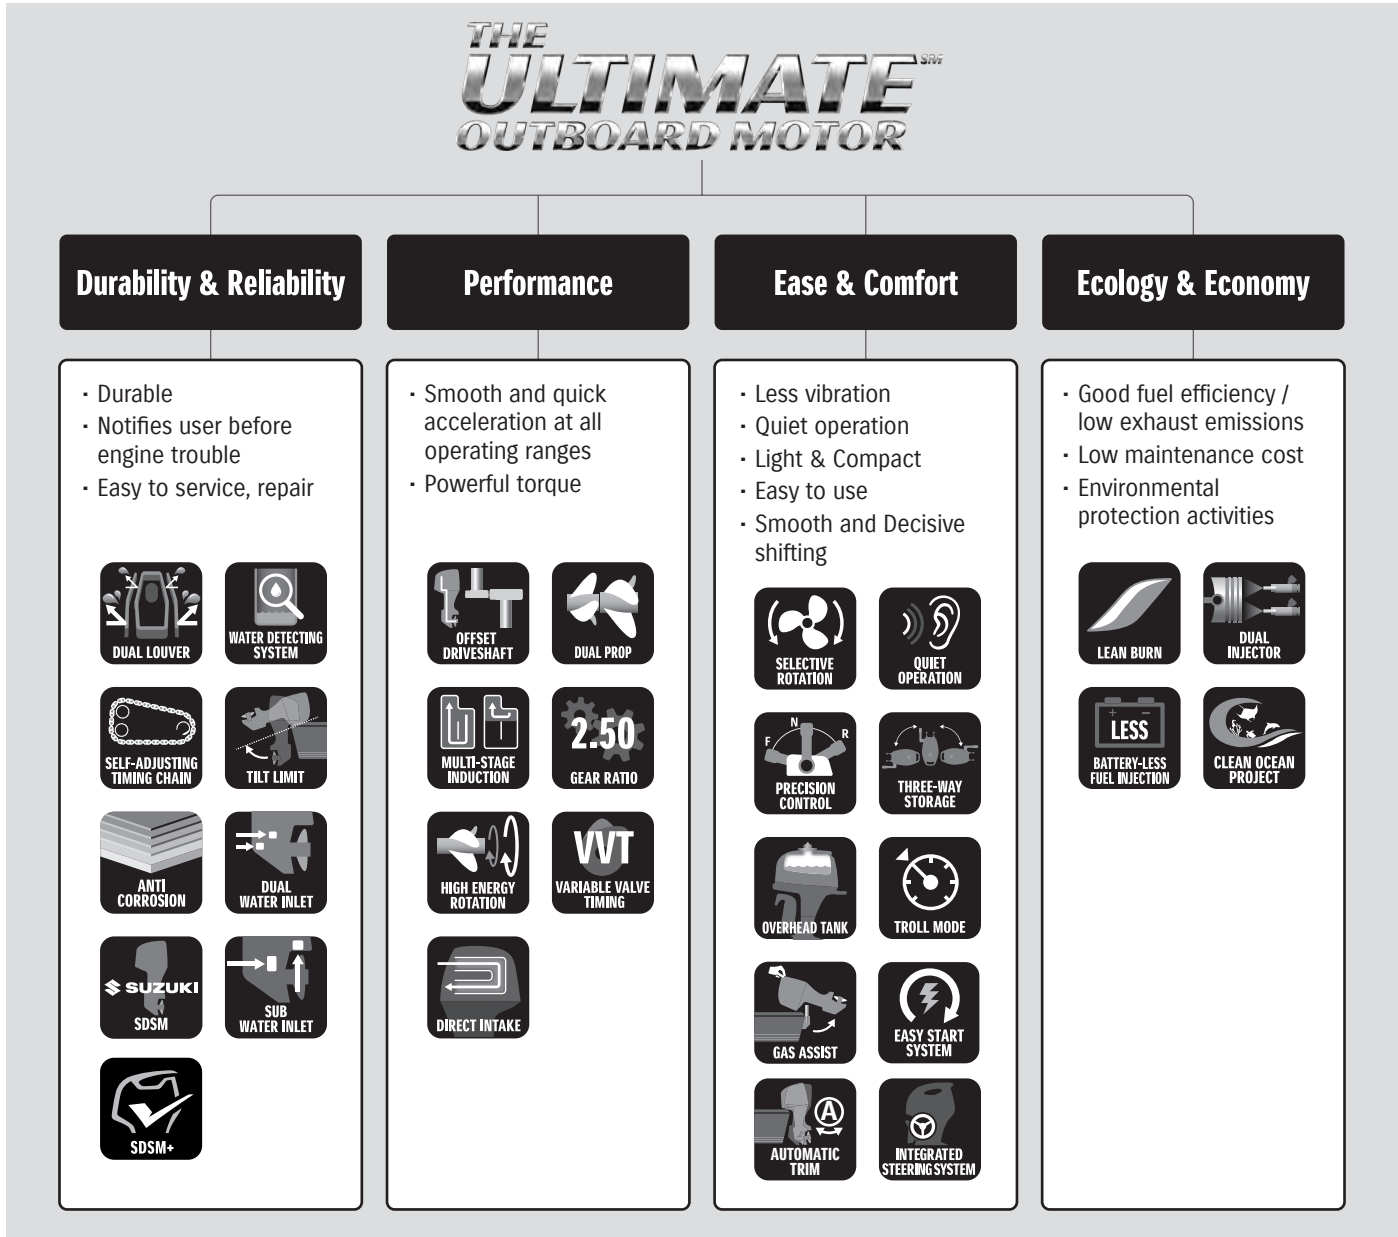 THE
ULTIMATE SM
OUTBOARD MOTOR
Durability & Reliability
· Durable
· Notifies user before
engine trouble
· Easy to service, repair
DUAL LOUVER
WATER DETECTING
SYSTEM
SELF-ADJUSTING
TIMING CHAIN
TILT LIMIT
ANTI
CORROSION
DUAL
WATER INLET
SUZUKI
SDSM
SUB
WATER INLET
SDSM+
Performance
· Smooth and quick
acceleration at all
operating ranges
· Powerful torque
OFFSET
DRIVESHAFT
DUAL PROP
MULTI-STAGE
INDUCTION
2.50
GEAR RATIO
HIGH ENERGY
ROTATION
VVT
VARIABLE VALVE
TIMING
DIRECT INTAKE
Ease & Comfort
· Less vibration
· Quiet operation
· Light & Compact
· Easy to use
· Smooth and Decisive
shifting
SELECTIVE
ROTATION
QUIET
OPERATION
F N R
PRECISION
CONTROL
THREE-WAY
STORAGE
OVERHEAD TANK
TROLL MODE
GAS ASSIST
EASY START
SYSTEM
A
AUTOMATIC
TRIM
INTEGRATED
STEERING SYSTEM
Ecology & Economy
· Good fuel efficiency /
low exhaust emissions
· Low maintenance cost
· Environmental
protection activities
LEAN BURN
DUAL
INJECTOR
+ −
LESS
BATTERY-LESS
FUEL INJECTION
CLEAN OCEAN
PROJECT